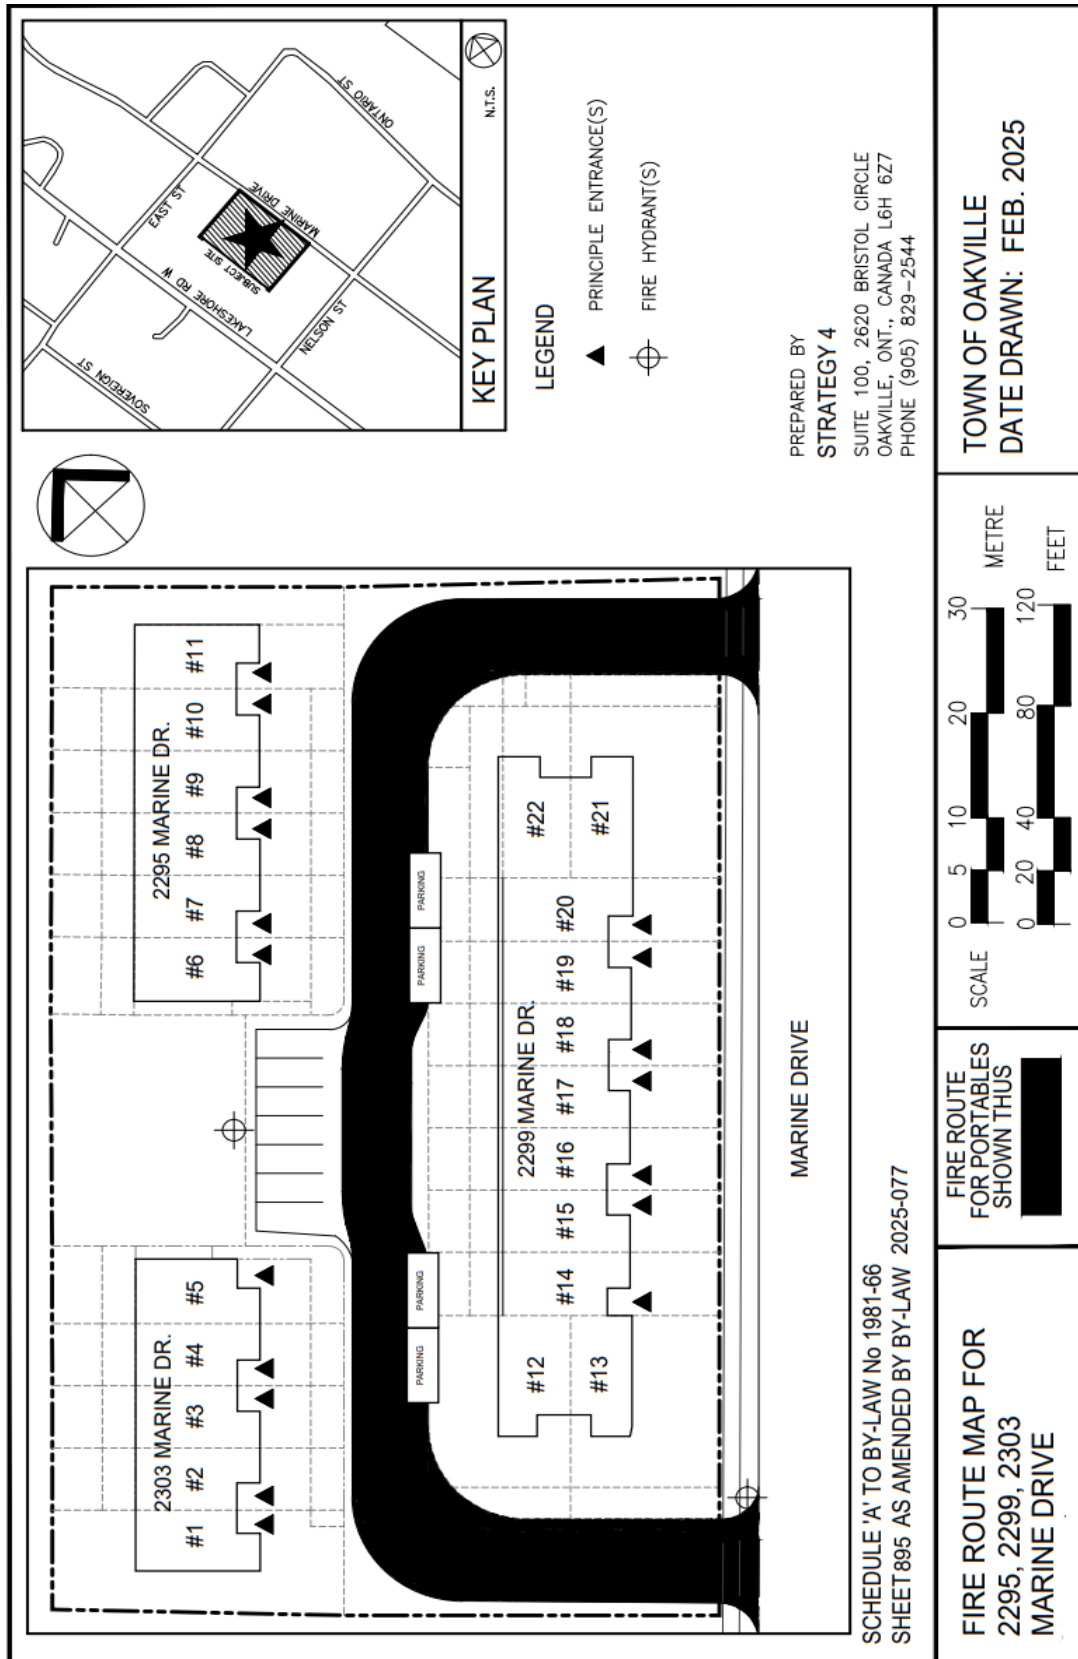 ONTARIO ST
EAST ST
MARINE DRIVE
SUBJECT SITE
LAKESHORE RD W
NELSON ST
SOVEREIGN ST
KEY PLAN
N.T.S.
LEGEND
PRINCIPLE ENTRANCE(S)
FIRE HYDRANT(S)
PREPARED BY
STRATEGY 4
SUITE 100, 2620 BRISTOL CIRCLE
OAKVILLE, ONT., CANADA L6H 6Z7
PHONE (905) 829-2544
2303 MARINE DR.
#1 #2 #3 #4 #5
2295 MARINE DR.
#6 #7 #8 #9 #10 #11
PARKING PARKING PARKING PARKING
2299 MARINE DR.
#12 #22
#14 #15 #16 #17 #18 #19 #20
#13 #21
MARINE DRIVE
SCHEDULE 'A' TO BY-LAW No 1981-66
SHEET 895 AS AMENDED BY BY-LAW 2025-077
FIRE ROUTE MAP FOR
2295, 2299, 2303
MARINE DRIVE
FIRE ROUTE
FOR PORTABLES
SHOWN THUS
SCALE
0 5 10 20 30
METRE
0 20 40 80 120
FEET
TOWN OF OAKVILLE
DATE DRAWN: FEB. 2025